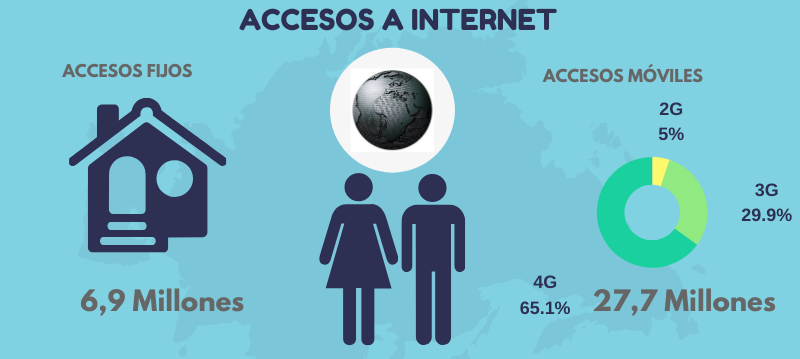 ACCESOS A INTERNET
ACCESOS FIJOS
6,9 Millones
ACCESOS MÓVILES
2G
5%
3G
29.9%
4G
65.1%
27,7 Millones